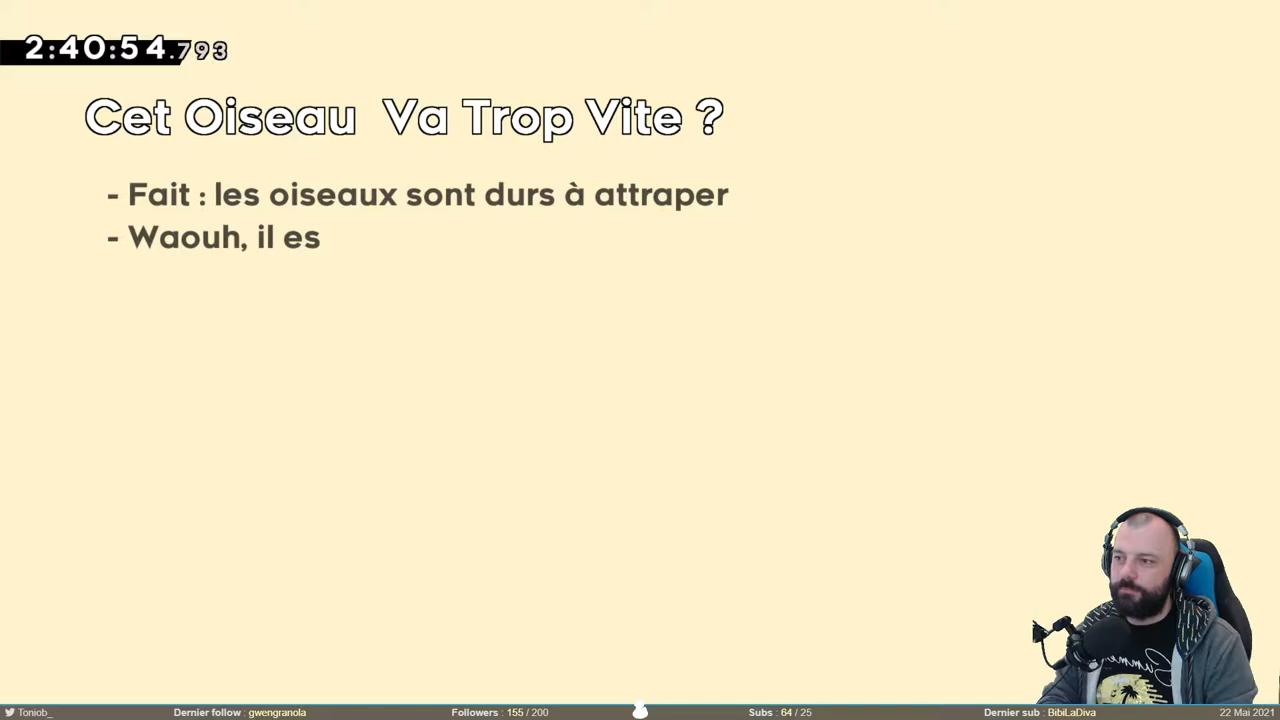 2:40:54.793
Cet Oiseau Va Trop Vite ?
- Fait : les oiseaux sont durs à attraper
- Waouh, il es
Toniob_ Dernier follow : gwengranola Followers : 155 / 200 Subs : 64 / 25 Dernier sub : BibiLaDiva 22 Mai 2021